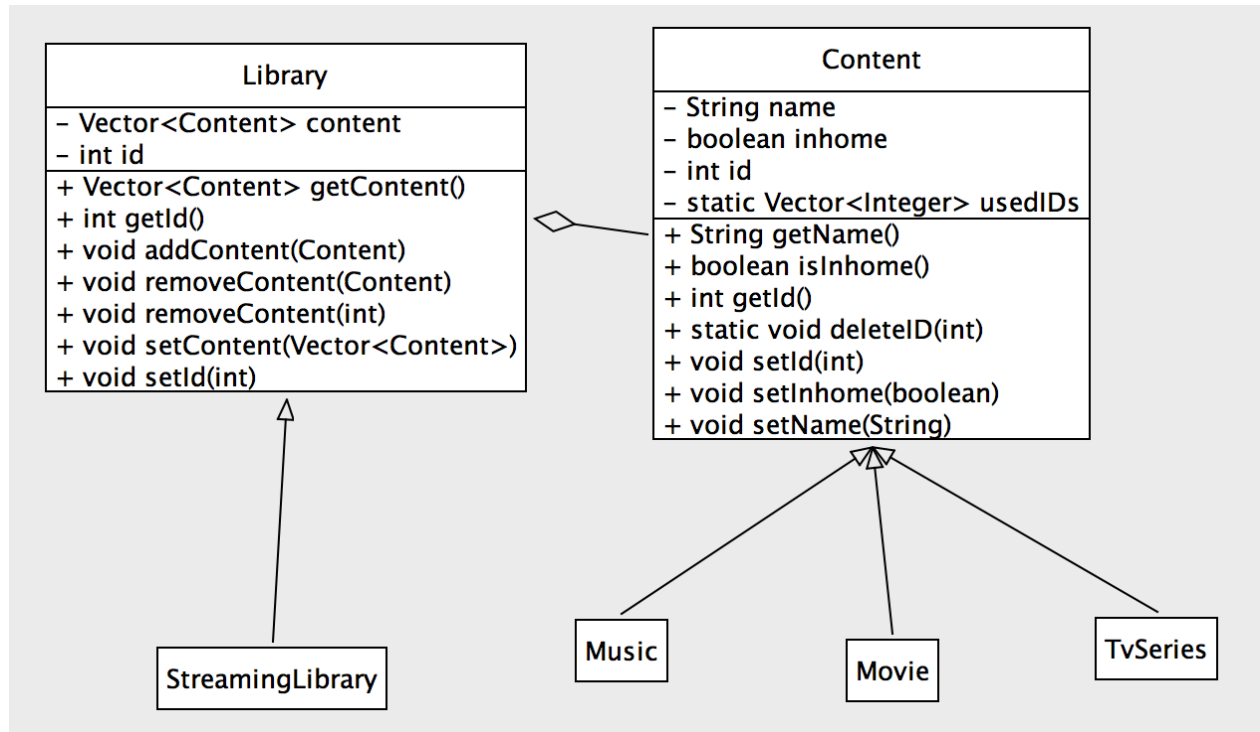 Library
– Vector<Content> content
– int id
+ Vector<Content> getContent()
+ int getId()
+ void addContent(Content)
+ void removeContent(Content)
+ void removeContent(int)
+ void setContent(Vector<Content>)
+ void setId(int)
Content
– String name
– boolean inhome
– int id
– static Vector<Integer> usedIDs
+ String getName()
+ boolean isInhome()
+ int getId()
+ static void deleteID(int)
+ void setId(int)
+ void setInhome(boolean)
+ void setName(String)
StreamingLibrary
Music
Movie
TvSeries